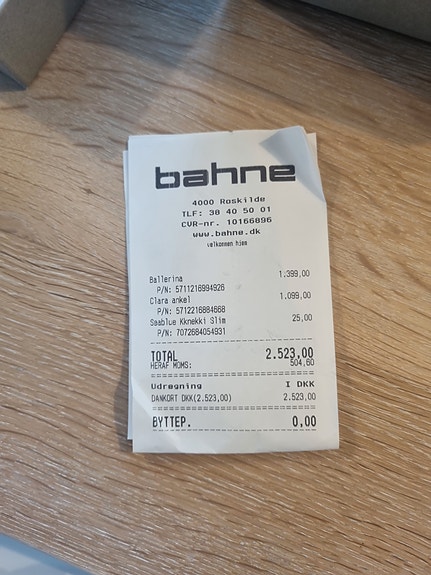 bahne
4000 Roskilde
TLF: 38 40 50 01
CVR-nr. 10166896
www.bahne.dk
velkommen hjem
Ballerina 1.399,00
P/N: 5711216994926
Clara ankel 1.099,00
P/N: 5712216884668
Saablue Kknekki Slim 25,00
P/N: 7072684054931
TOTAL 2.523,00
HERAF MOMS: 504,60
Udregning I DKK
DANKORT DKK(2.523,00) 2.523,00
BYTTEP. 0,00